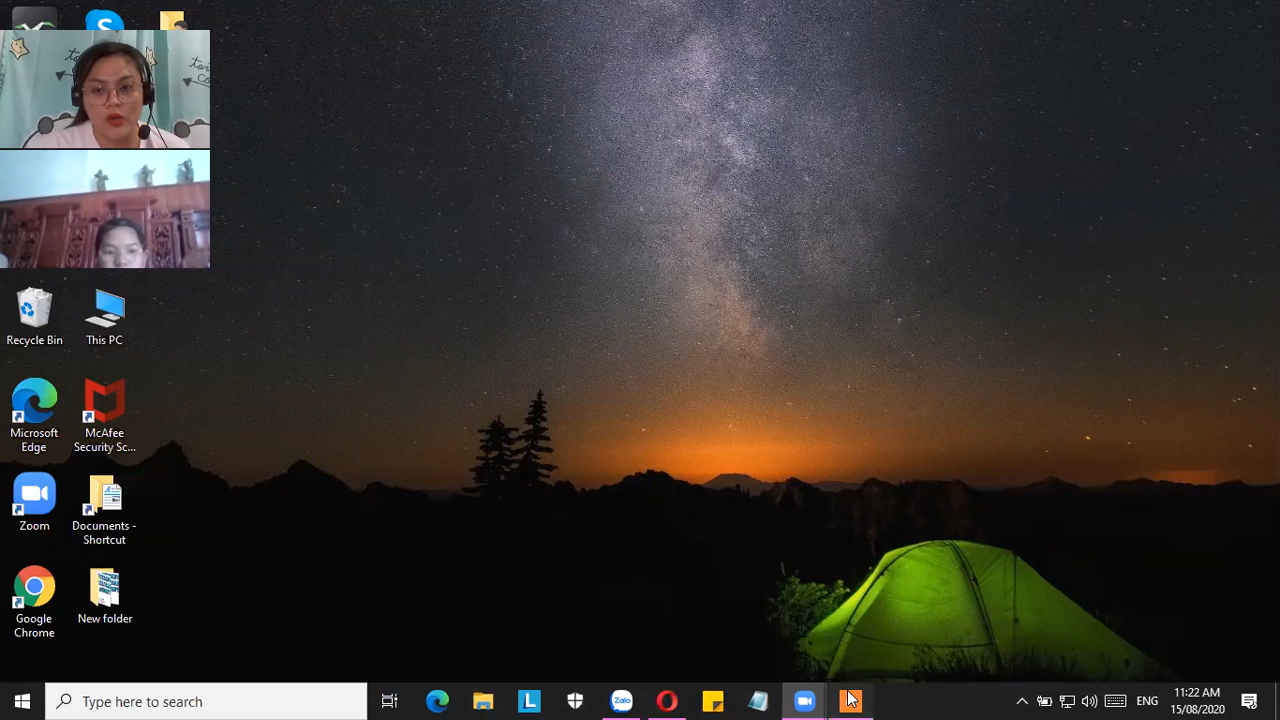 Recycle Bin
This PC
Microsoft
Edge
McAfee
Security Sc...
Zoom
Documents -
Shortcut
Google
Chrome
New folder
Type here to search
Zalo
ENG
11:22 AM
15/08/2020